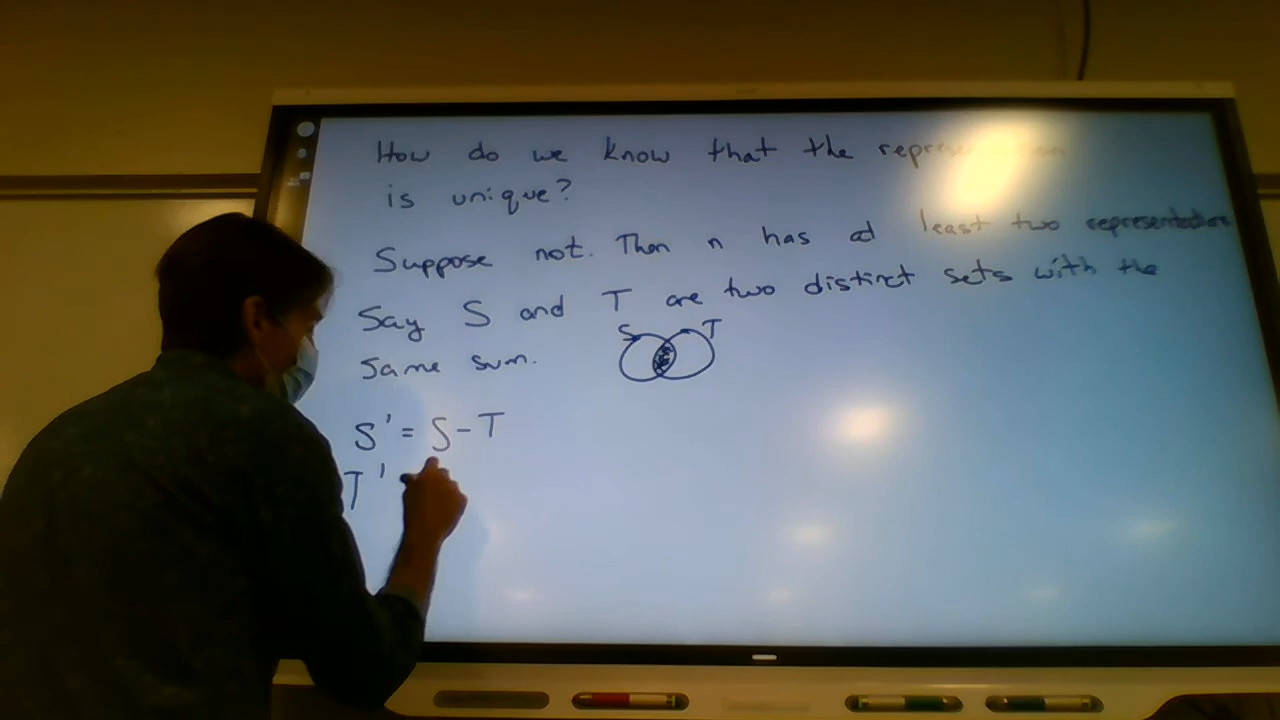 How do we know that the
is unique?
Suppose not. Then n has at least two representations
Say S and T are two distinct sets with the
same sum.
S T
S' = S - T
T'